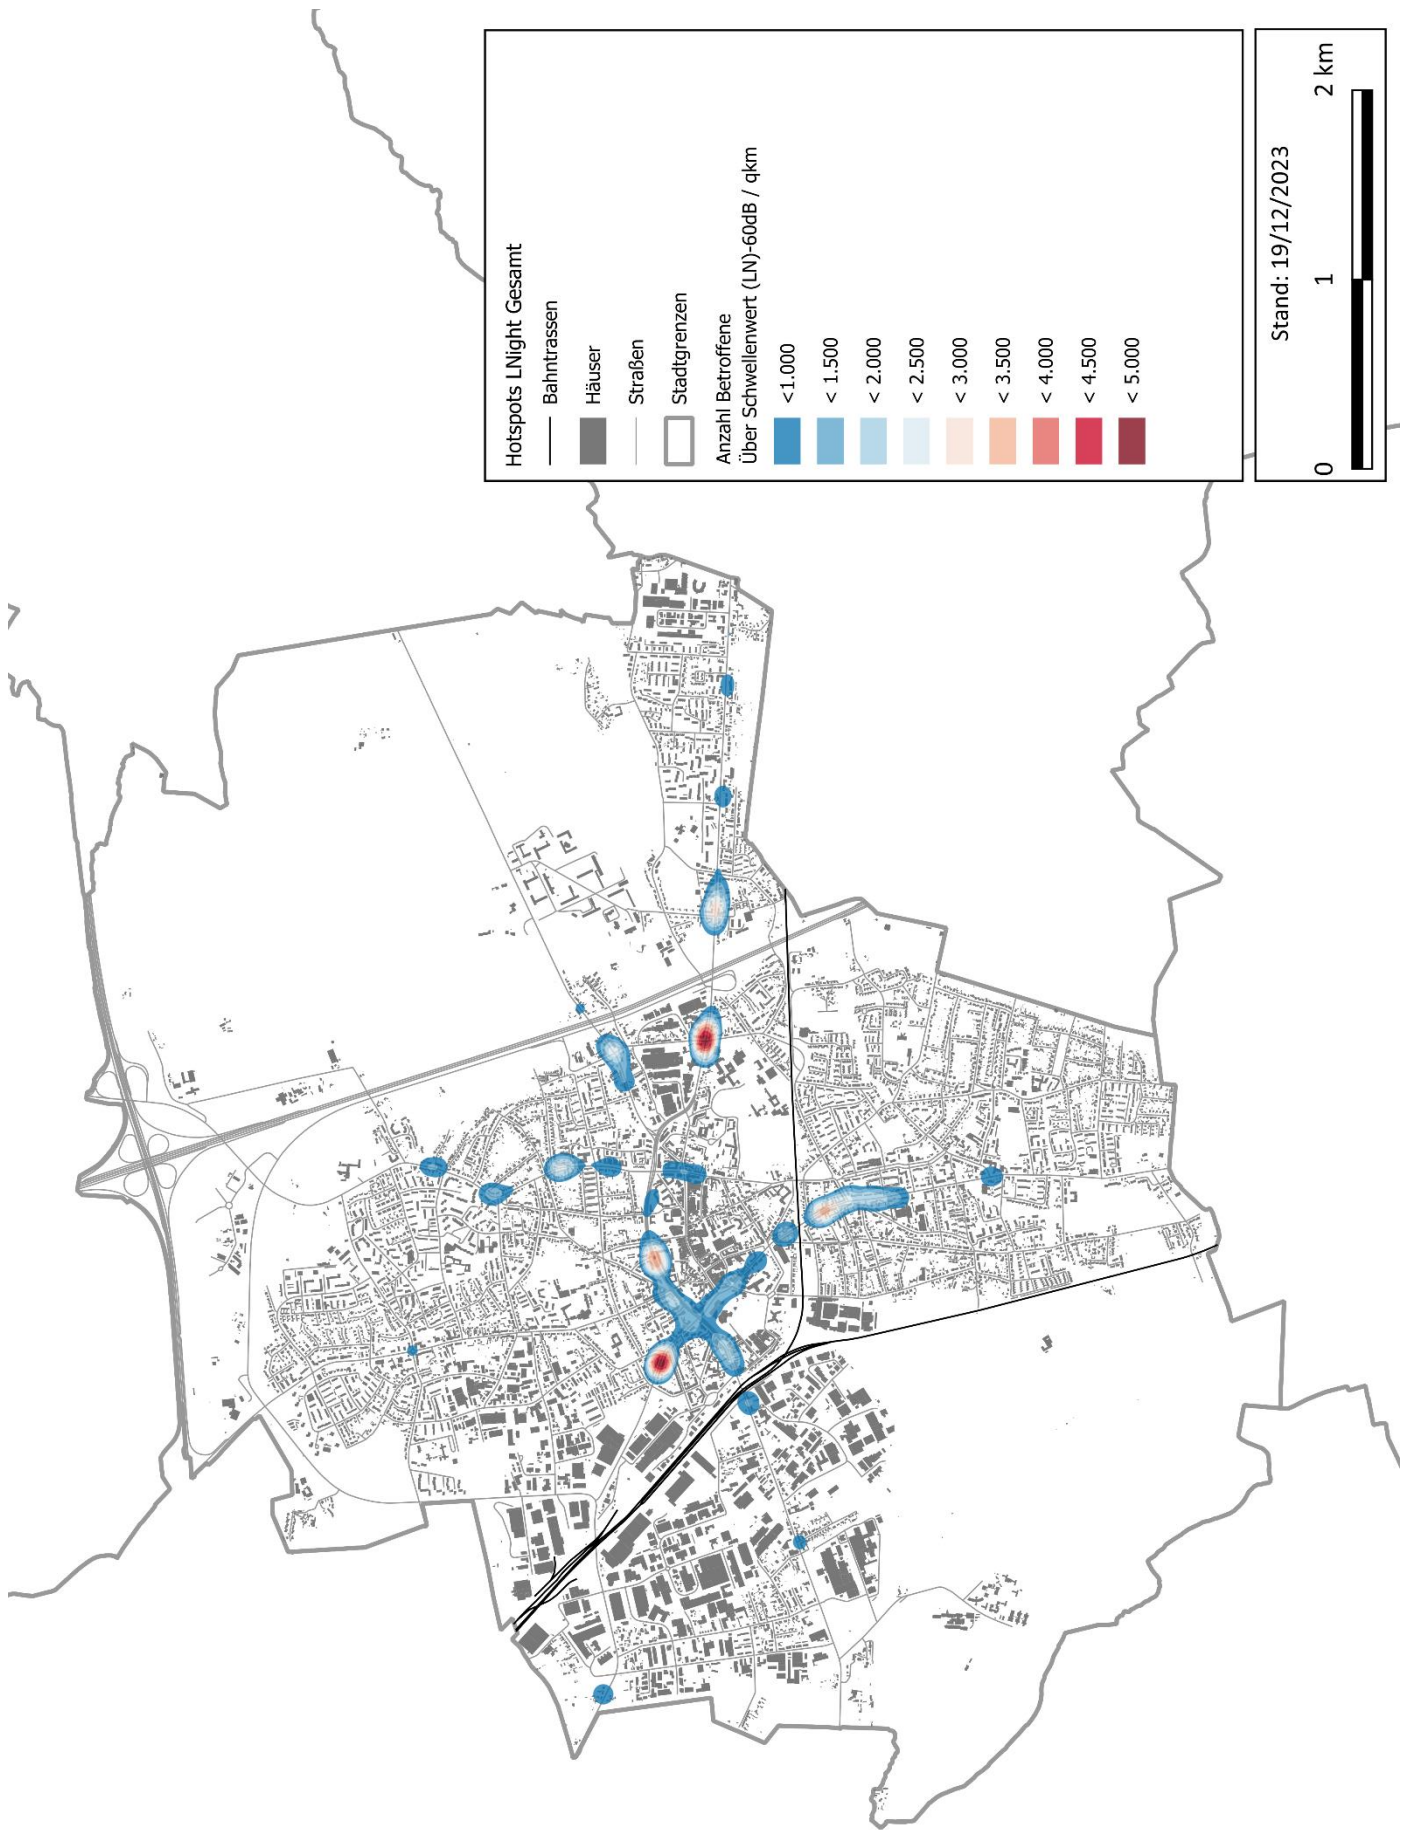 Hotspots LNight Gesamt
Bahntrassen
Häuser
Straßen
Stadtgrenzen
Anzahl Betroffene
Über Schwellenwert (LN)-60dB / qkm
<1.000
< 1.500
< 2.000
< 2.500
< 3.000
< 3.500
< 4.000
< 4.500
< 5.000
Stand: 19/12/2023
0 1 2 km